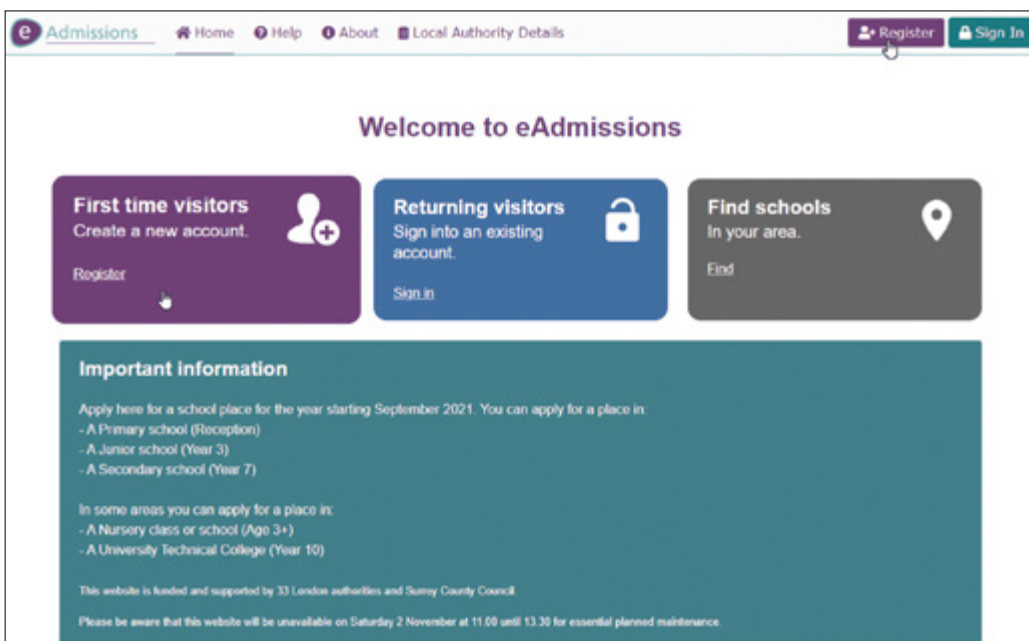 e Admissions Home Help About Local Authority Details Register Sign In
Welcome to eAdmissions
First time visitors
Create a new account.
Register
Returning visitors
Sign into an existing
account.
Sign in
Find schools
In your area.
Find
Important information
Apply here for a school place for the year starting September 2021. You can apply for a place in:
- A Primary school (Reception)
- A Junior school (Year 3)
- A Secondary school (Year 7)
In some areas you can apply for a place in:
- A Nursery class or school (Age 3+)
- A University Technical College (Year 10)
This website is funded and supported by 33 London authorities and Surrey County Council
Please be aware that this website will be unavailable on Saturday 2 November at 11.00 until 13.30 for essential planned maintenance.